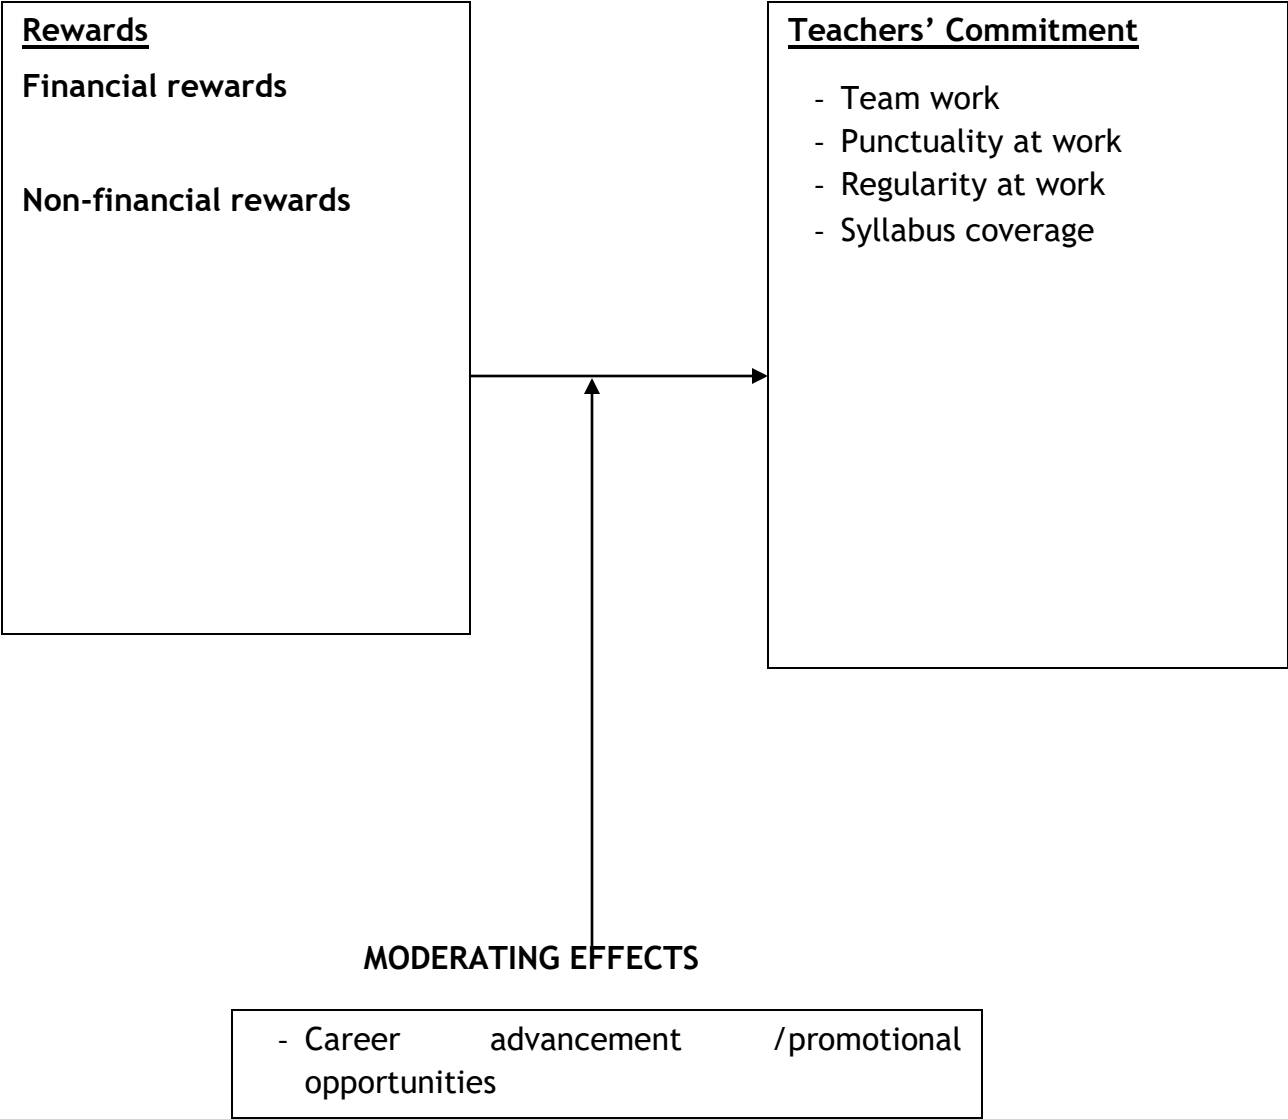 Rewards
Financial rewards
Non-financial rewards
Teachers’ Commitment
- Team work
- Punctuality at work
- Regularity at work
- Syllabus coverage
MODERATING EFFECTS
- Career advancement /promotional
opportunities